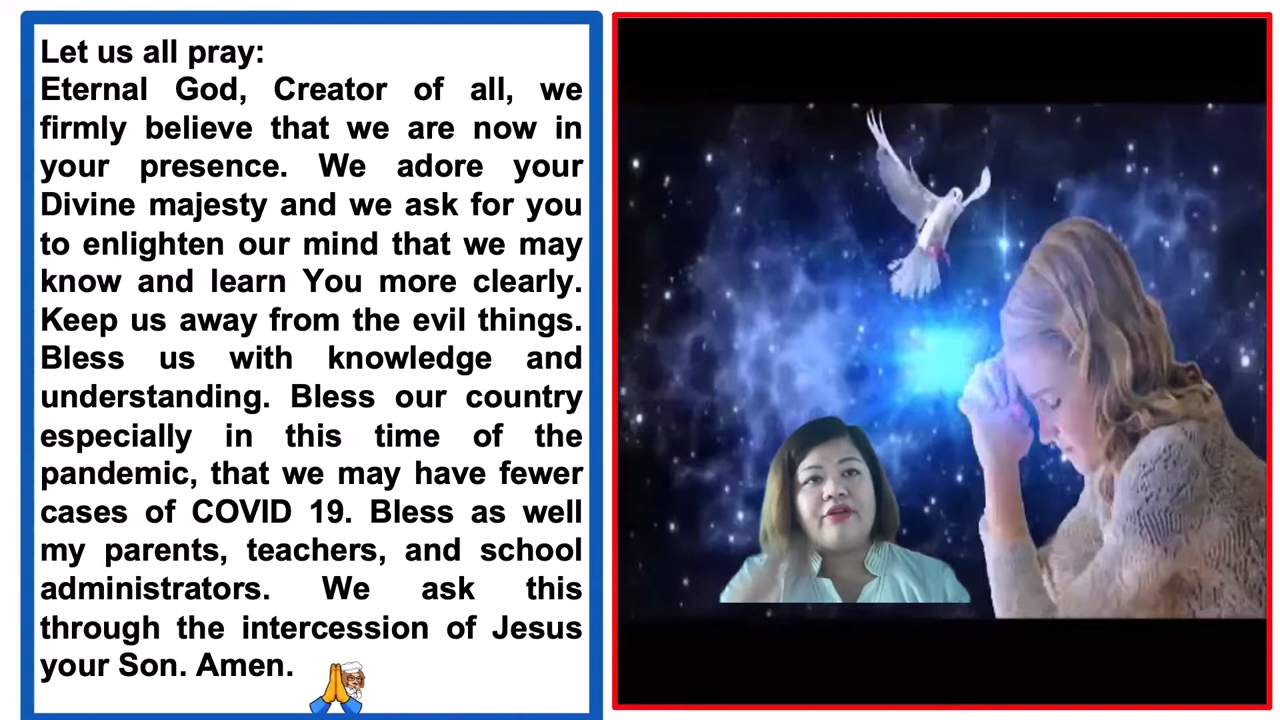 Let us all pray:
Eternal God, Creator of all, we
firmly believe that we are now in
your presence. We adore your
Divine majesty and we ask for you
to enlighten our mind that we may
know and learn You more clearly.
Keep us away from the evil things.
Bless us with knowledge and
understanding. Bless our country
especially in this time of the
pandemic, that we may have fewer
cases of COVID 19. Bless as well
my parents, teachers, and school
administrators. We ask this
through the intercession of Jesus
your Son. Amen.